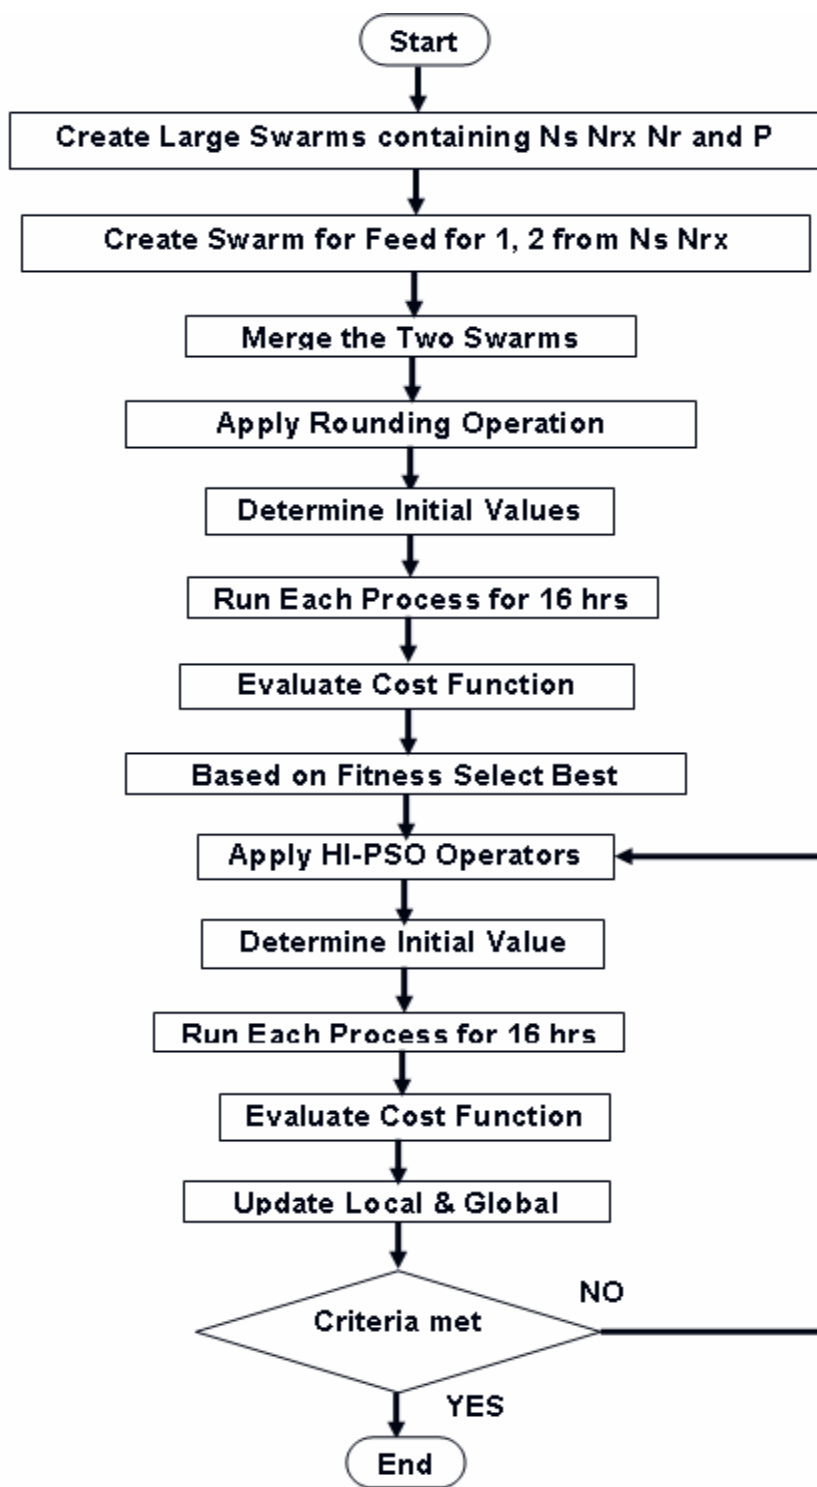 Start
Create Large Swarms containing Ns Nrx Nr and P
Create Swarm for Feed for 1, 2 from Ns Nrx
Merge the Two Swarms
Apply Rounding Operation
Determine Initial Values
Run Each Process for 16 hrs
Evaluate Cost Function
Based on Fitness Select Best
Apply HI-PSO Operators
Determine Initial Value
Run Each Process for 16 hrs
Evaluate Cost Function
Update Local & Global
NO
Criteria met
YES
End